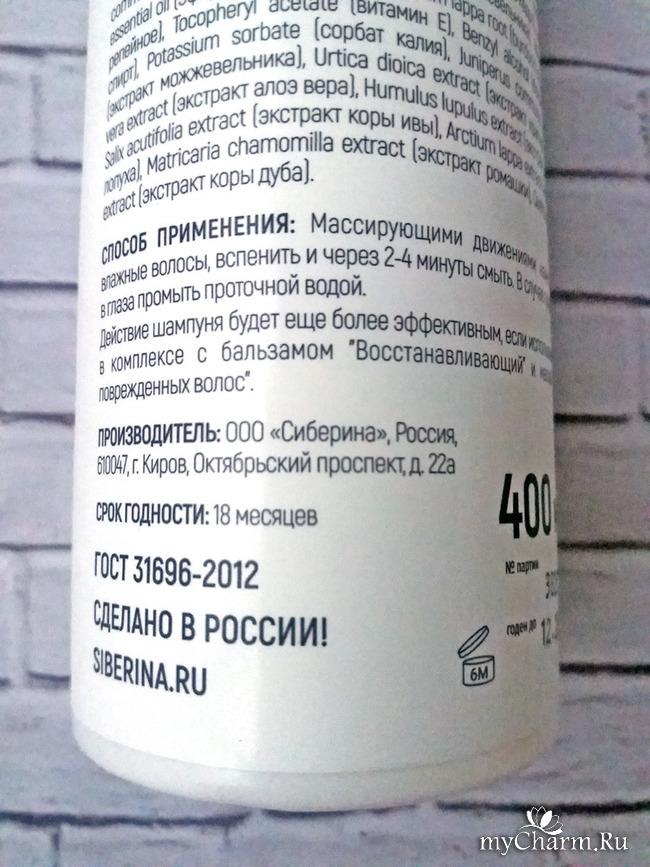 essential oil
lappa root
репейное), Tocopheryl acetate (витамин Е), Benzyl alcohol
спирт), Potassium sorbate (сорбат калия), Juniperus
(экстракт можжевельника), Urtica dioica extract (экстракт
vera extract (экстракт алоэ вера), Humulus lupulus extract
Salix acutifolia extract (экстракт коры ивы), Arctium lappa
лопуха), Matricaria chamomilla extract (экстракт ромашки),
extract (экстракт коры дуба).
СПОСОБ ПРИМЕНЕНИЯ: Массирующими движениями
влажные волосы, вспенить и через 2-4 минуты смыть. В случае
в глаза промыть проточной водой.
Действие шампуня будет еще более эффективным, если
в комплексе с бальзамом "Восстанавливающий" и
поврежденных волос".
ПРОИЗВОДИТЕЛЬ: ООО «Сиберина», Россия,
610047, г. Киров, Октябрьский проспект, д. 22а
СРОК ГОДНОСТИ: 18 месяцев
400
ГОСТ 31696-2012
№ партии
СДЕЛАНО В РОССИИ!
годен до
12
SIBERINA.RU
6M
myCharm.Ru